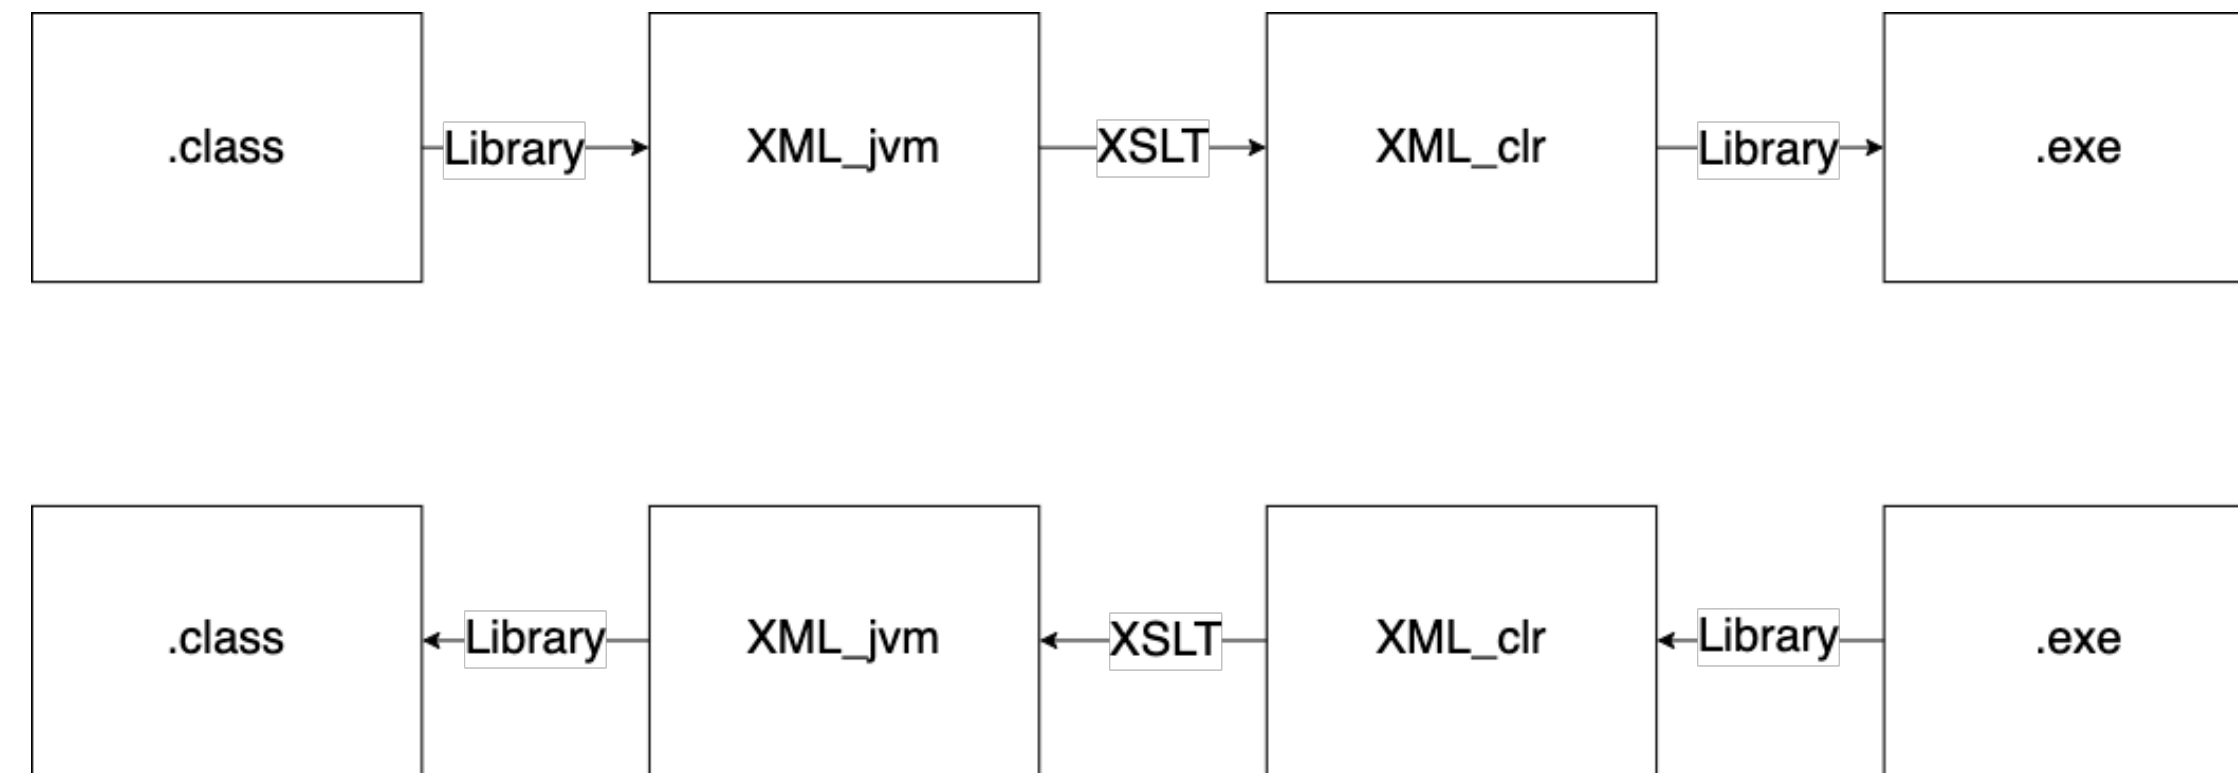 .class
Library
XML_jvm
XSLT
XML_clr
Library
.exe
.class
Library
XML_jvm
XSLT
XML_clr
Library
.exe